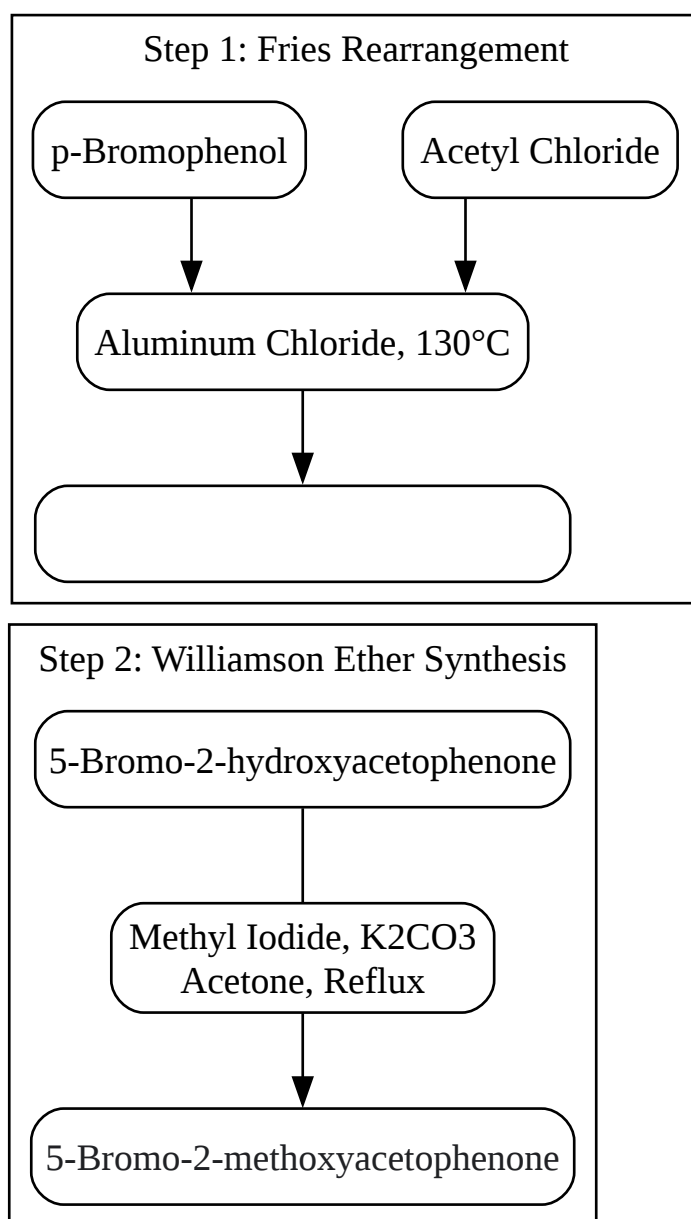 Step 1: Fries Rearrangement
p-Bromophenol
Acetyl Chloride
Aluminum Chloride, 130°C
Step 2: Williamson Ether Synthesis
5-Bromo-2-hydroxyacetophenone
Methyl Iodide, K2CO3
Acetone, Reflux
5-Bromo-2-methoxyacetophenone